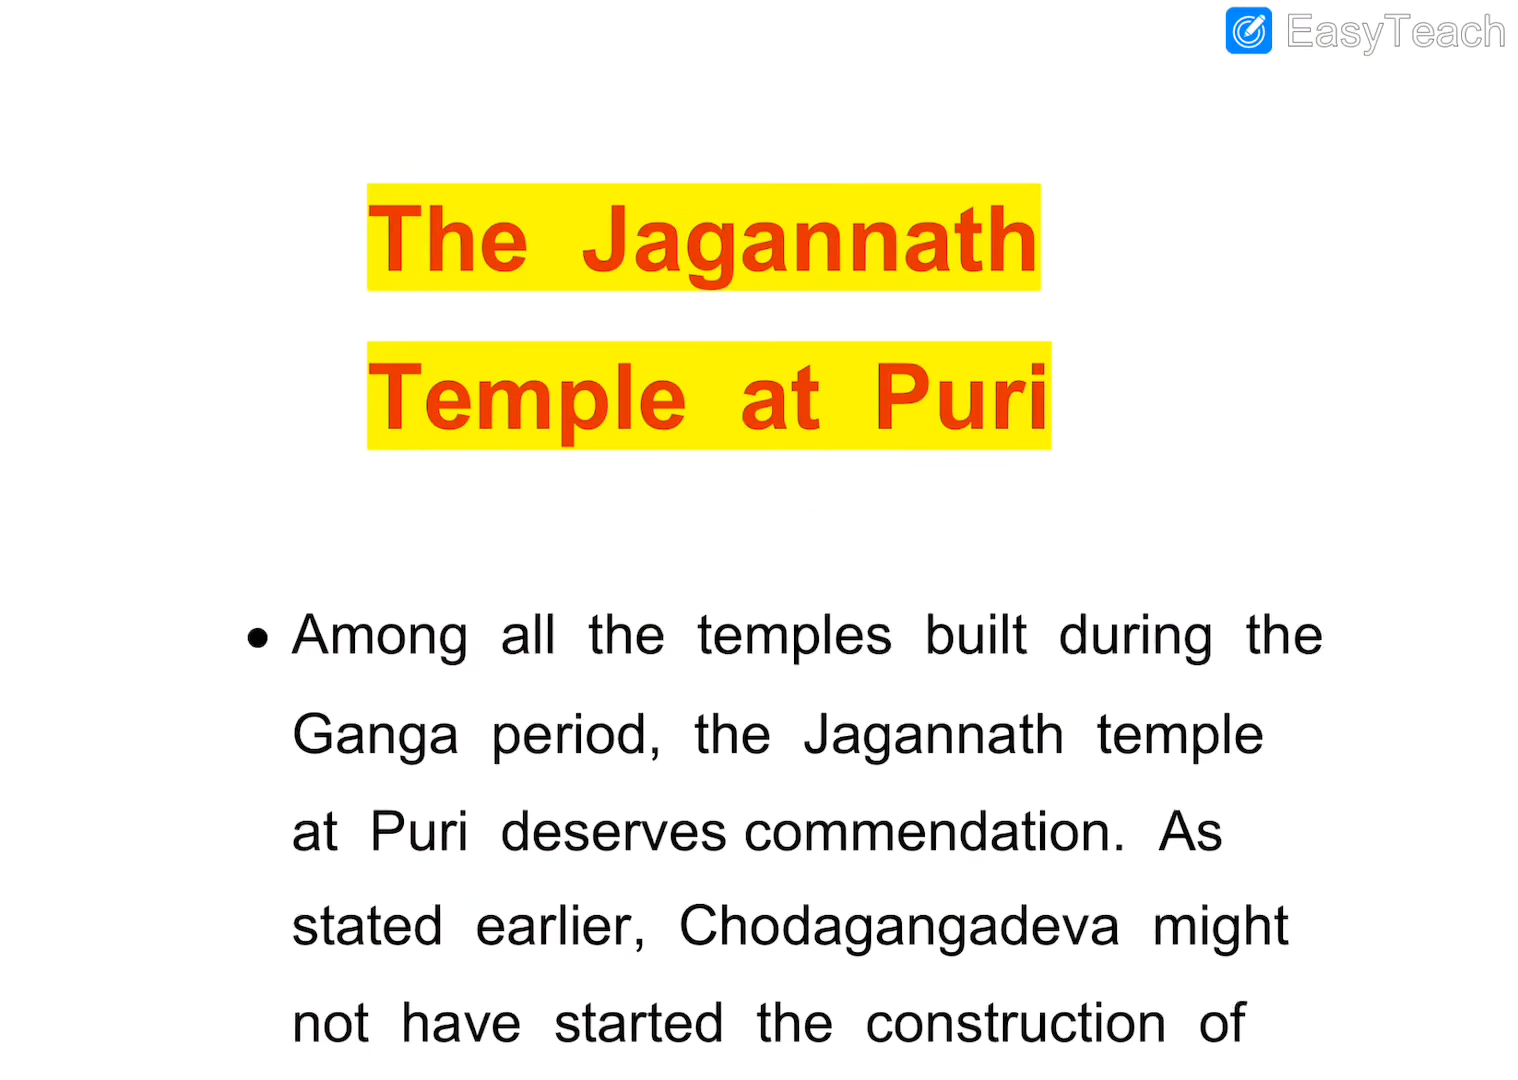 EasyTeach
The Jagannath
Temple at Puri
• Among all the temples built during the
Ganga period, the Jagannath temple
at Puri deserves commendation. As
stated earlier, Chodagangadeva might
not have started the construction of